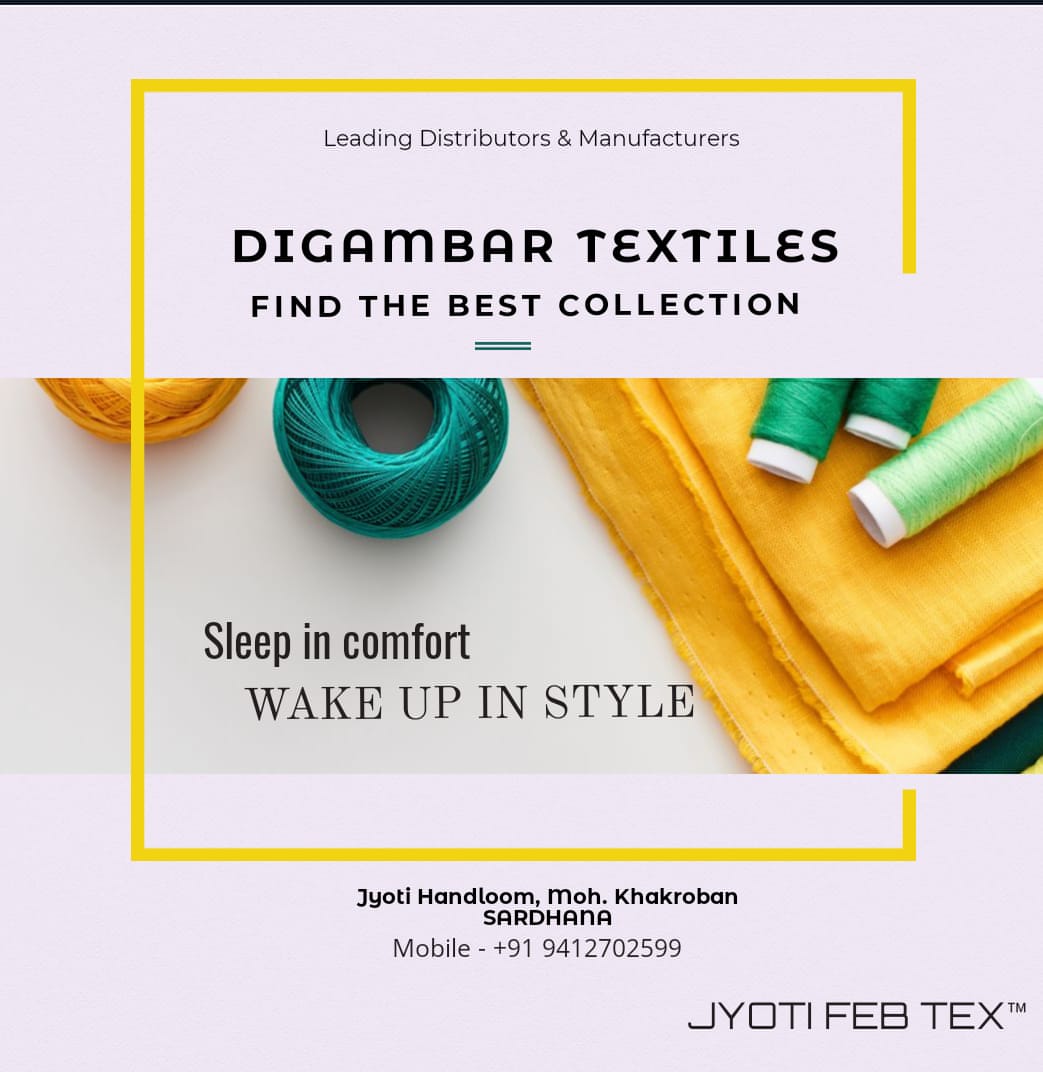 Leading Distributors & Manufacturers
DIGAMBAR TEXTILES
FIND THE BEST COLLECTION
Sleep in comfort
WAKE UP IN STYLE
Jyoti Handloom, Moh. Khakroban
SARDHANA
Mobile - +91 9412702599
JYOTI FEB TEX™